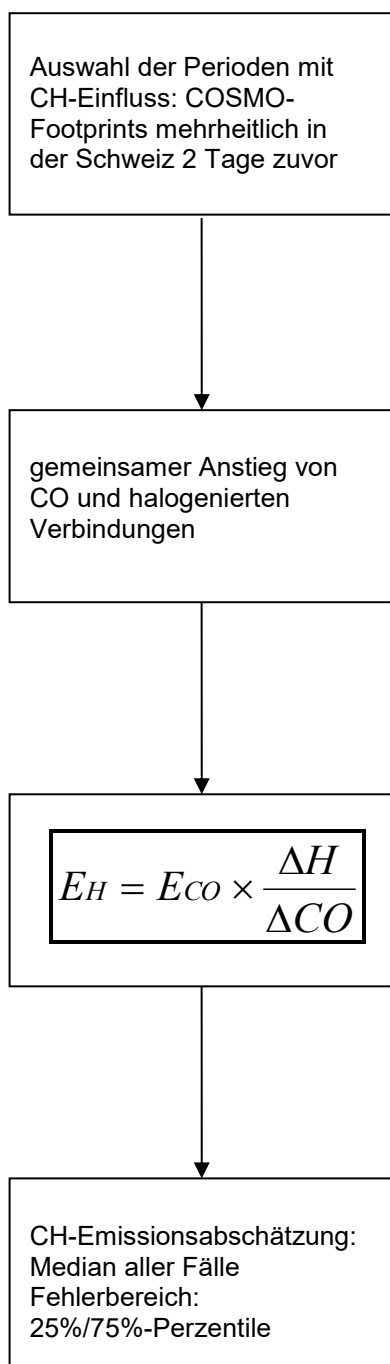 Auswahl der Perioden mit
CH-Einfluss: COSMO-
Footprints mehrheitlich in
der Schweiz 2 Tage zuvor
gemeinsamer Anstieg von
CO und halogenierten
Verbindungen
EH = ECO × ΔH / ΔCO
CH-Emissionsabschätzung:
Median aller Fälle
Fehlerbereich:
25%/75%-Perzentile